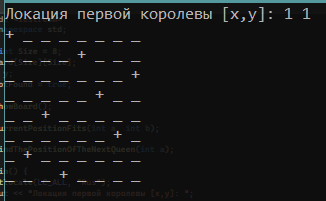 Локация первой королевы [x,y]: 1 1
+ _ _ _ _ _ _ _
_ _ _ _ + _ _ _
_ _ _ _ _ _ _ +
_ _ _ _ _ + _ _
_ _ + _ _ _ _ _
_ _ _ _ _ _ + _
_ + _ _ _ _ _ _
_ _ _ + _ _ _ _